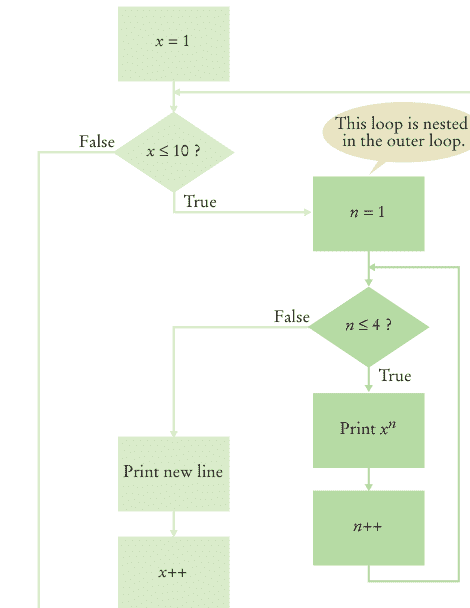 x = 1
False
x ≤ 10 ?
True
This loop is nested
in the outer loop.
n = 1
False
n ≤ 4 ?
True
Print xⁿ
Print new line
n++
x++